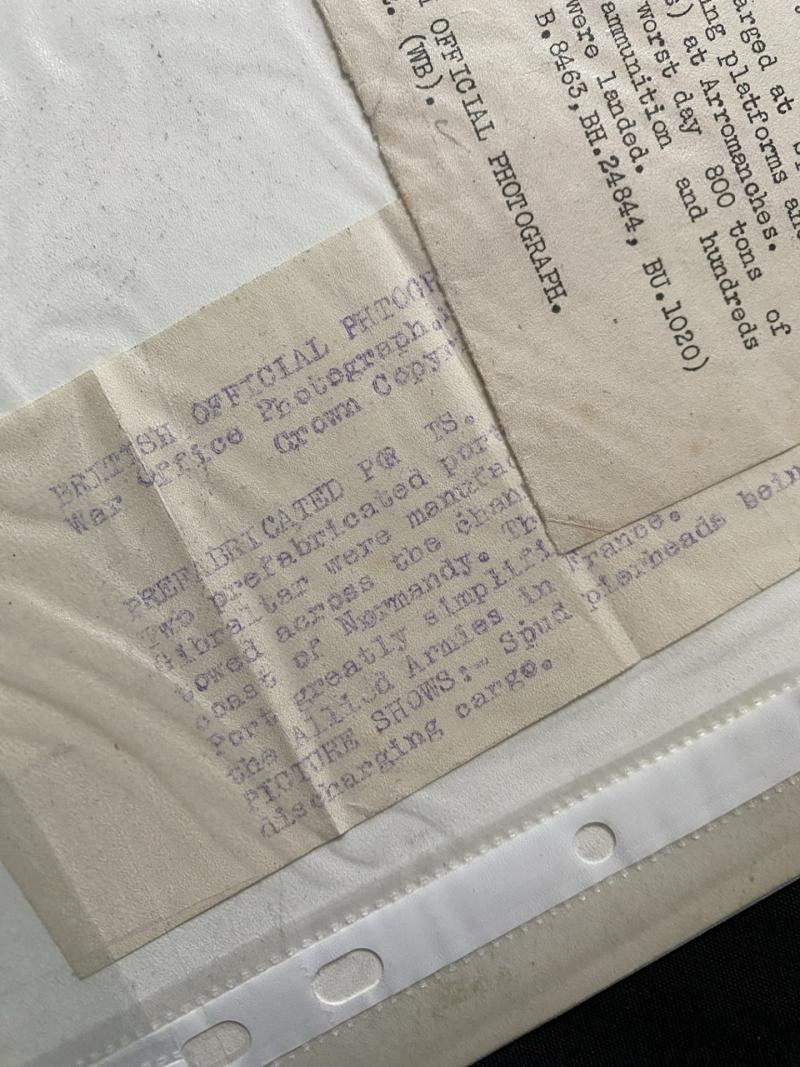 BRITISH OFFICIAL PHTOGR
War Office Photograph.
Crown Copyr
PREFABRICATED POR TS.
Two prefabricated port
Gibraltar were manufac
towed across the chan
coast of Normandy. Th
Port greatly simplifi
the Allied Armies in France.
PICTURE SHOWS:- Spud pierheads bein
discharging cargo.
arged at
ing platforms and
) at Arromanches.
worst day 800 tons of
ammunition and hundreds
were landed.
B.8463, BH.24844, BU.1020)
OFFICIAL PHOTOGRAPH.
(WB).